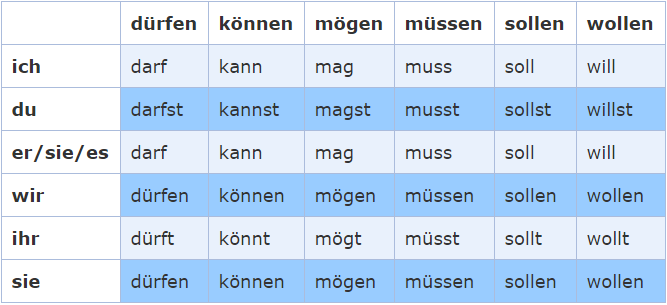 dürfen können mögen müssen sollen wollen
ich darf kann mag muss soll will
du darfst kannst magst musst sollst willst
er/sie/es darf kann mag muss soll will
wir dürfen können mögen müssen sollen wollen
ihr dürft könnt mögt müsst sollt wollt
sie dürfen können mögen müssen sollen wollen